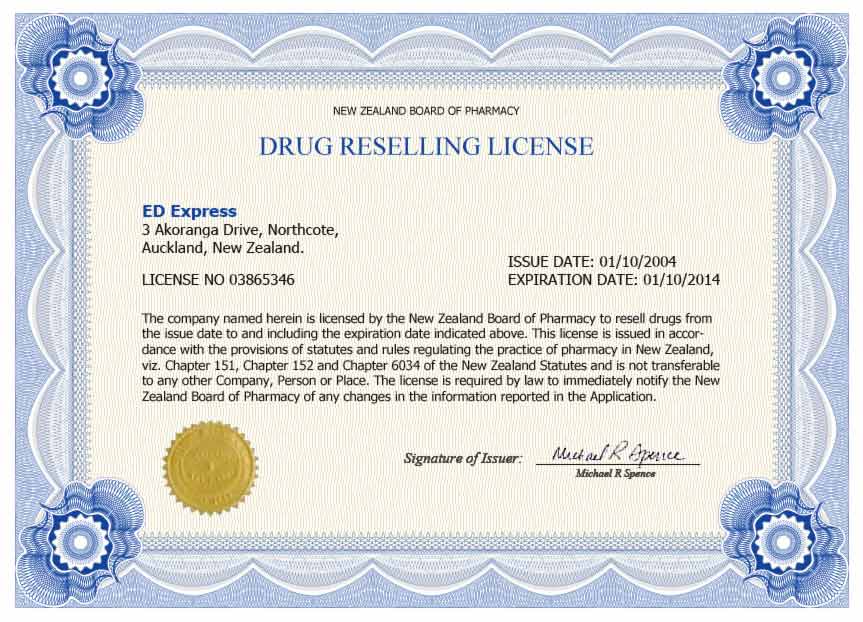 NEW ZEALAND BOARD OF PHARMACY
DRUG RESELLING LICENSE
ED Express
3 Akoranga Drive, Northcote,
Auckland, New Zealand.
LICENSE NO 03865346
ISSUE DATE: 01/10/2004
EXPIRATION DATE: 01/10/2014
The company named herein is licensed by the New Zealand Board of Pharmacy to resell drugs from
the issue date to and including the expiration date indicated above. This license is issued in accor-
dance with the provisions of statutes and rules regulating the practice of pharmacy in New Zealand,
viz. Chapter 151, Chapter 152 and Chapter 6034 of the New Zealand Statutes and is not transferable
to any other Company, Person or Place. The license is required by law to immediately notify the New
Zealand Board of Pharmacy of any changes in the information reported in the Application.
Signature of Issuer:
Michael R Spence
Michael R Spence